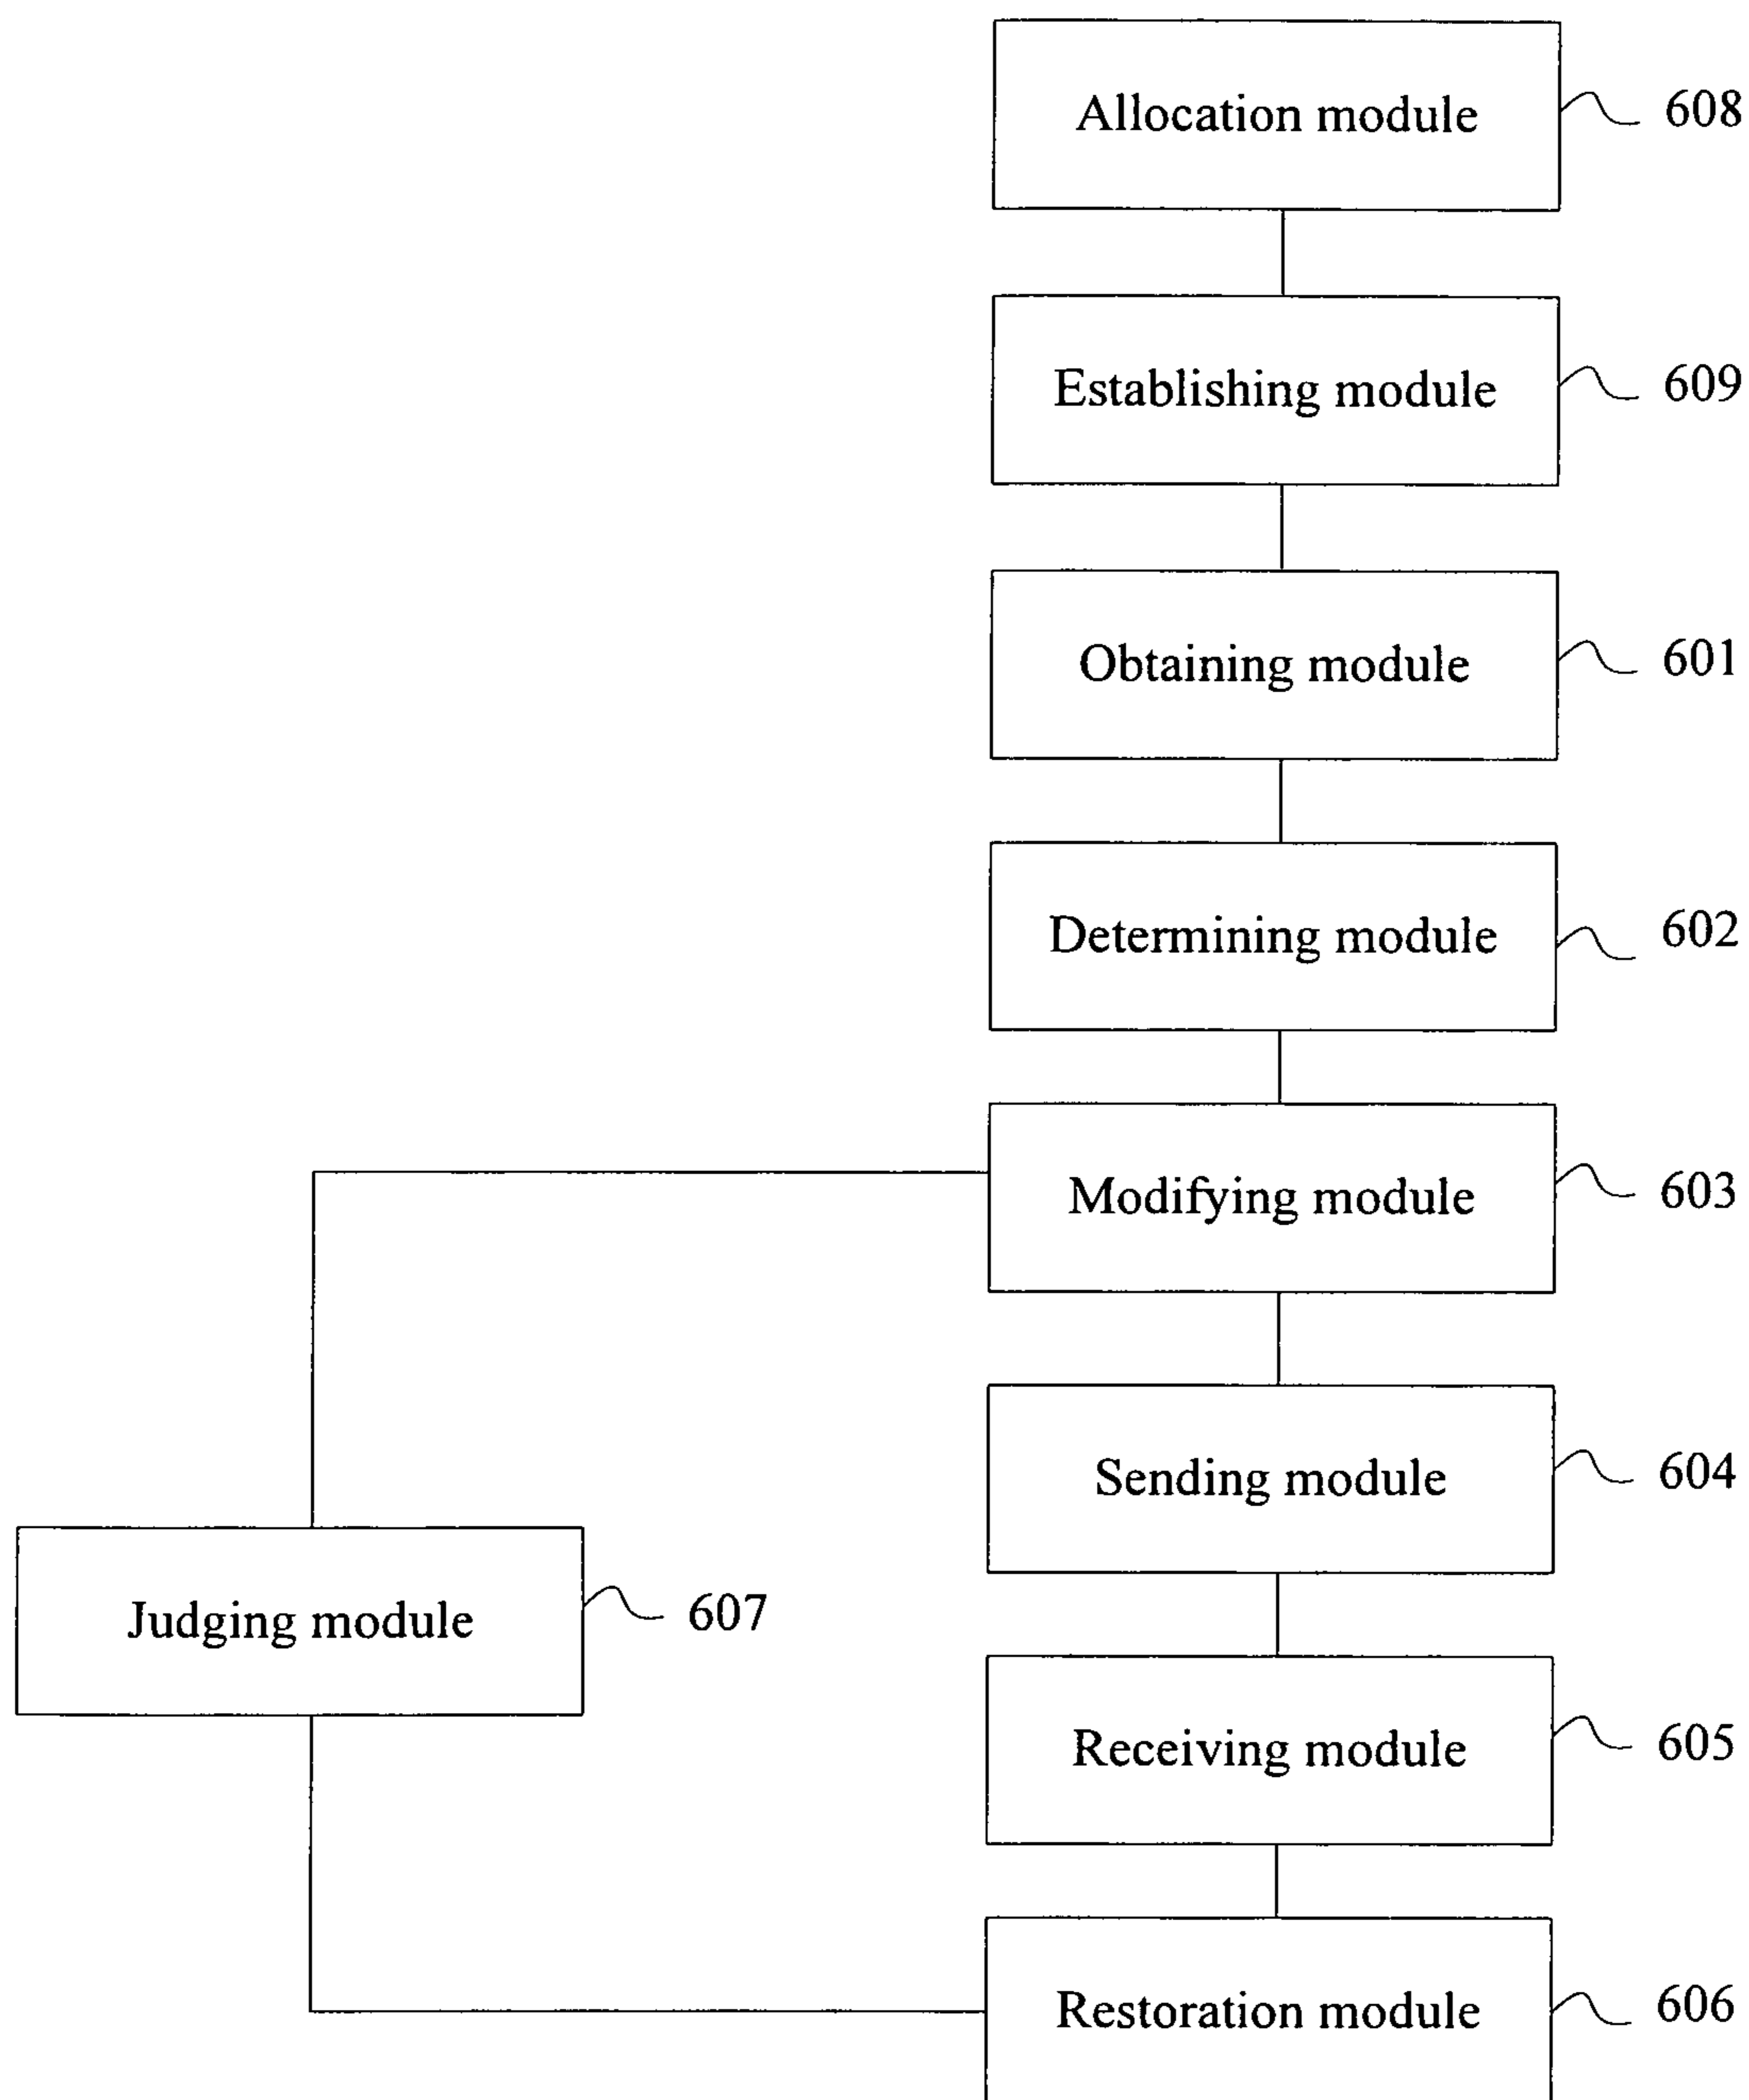 Allocation module 608
Establishing module 609
Obtaining module 601
Determining module 602
Modifying module 603
Sending module 604
Judging module 607
Receiving module 605
Restoration module 606